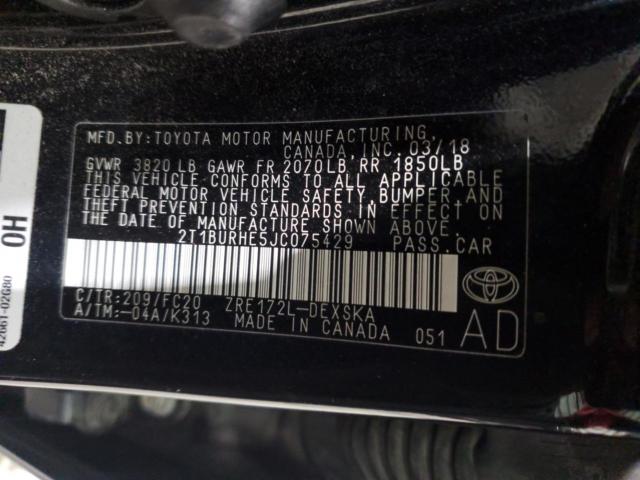 MFD.BY:TOYOTA MOTOR MANUFACTURING,
CANADA, INC. 03/18
GVWR 3820 LB GAWR FR 2070LB RR 1850LB
THIS VEHICLE CONFORMS TO ALL APPLICABLE
FEDERAL MOTOR VEHICLE SAFETY, BUMPER, AND
THEFT PREVENTION STANDARDS IN EFFECT ON
THE DATE OF MANUFACTURE SHOWN ABOVE.
2T1BURHE5JC075429 PASS.CAR
C/TR:209/FC20 ZRE172L-DEXSKA
A/TM:-04A/K313 MADE IN CANADA 051
AD
0H
42661-02G80